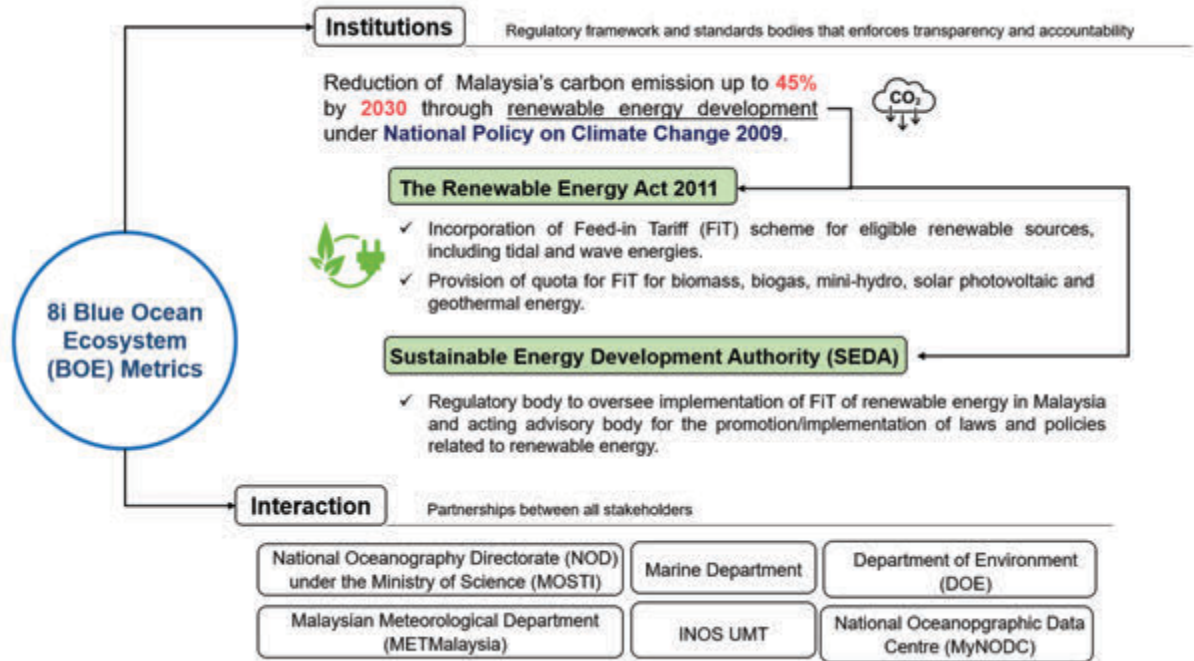 Institutions
Regulatory framework and standards bodies that enforces transparency and accountability
Reduction of Malaysia's carbon emission up to 45%
by 2030 through renewable energy development
under National Policy on Climate Change 2009.
CO₂
The Renewable Energy Act 2011
✓ Incorporation of Feed-in Tariff (FiT) scheme for eligible renewable sources,
including tidal and wave energies.
✓ Provision of quota for FiT for biomass, biogas, mini-hydro, solar photovoltaic and
geothermal energy.
8i Blue Ocean
Ecosystem
(BOE) Metrics
Sustainable Energy Development Authority (SEDA)
✓ Regulatory body to oversee implementation of FiT of renewable energy in Malaysia
and acting advisory body for the promotion/implementation of laws and policies
related to renewable energy.
Interaction
Partnerships between all stakeholders
National Oceanography Directorate (NOD)
under the Ministry of Science (MOSTI)
Marine Department
Department of Environment
(DOE)
Malaysian Meteorological Department
(METMalaysia)
INOS UMT
National Oceanopgraphic Data
Centre (MyNODC)